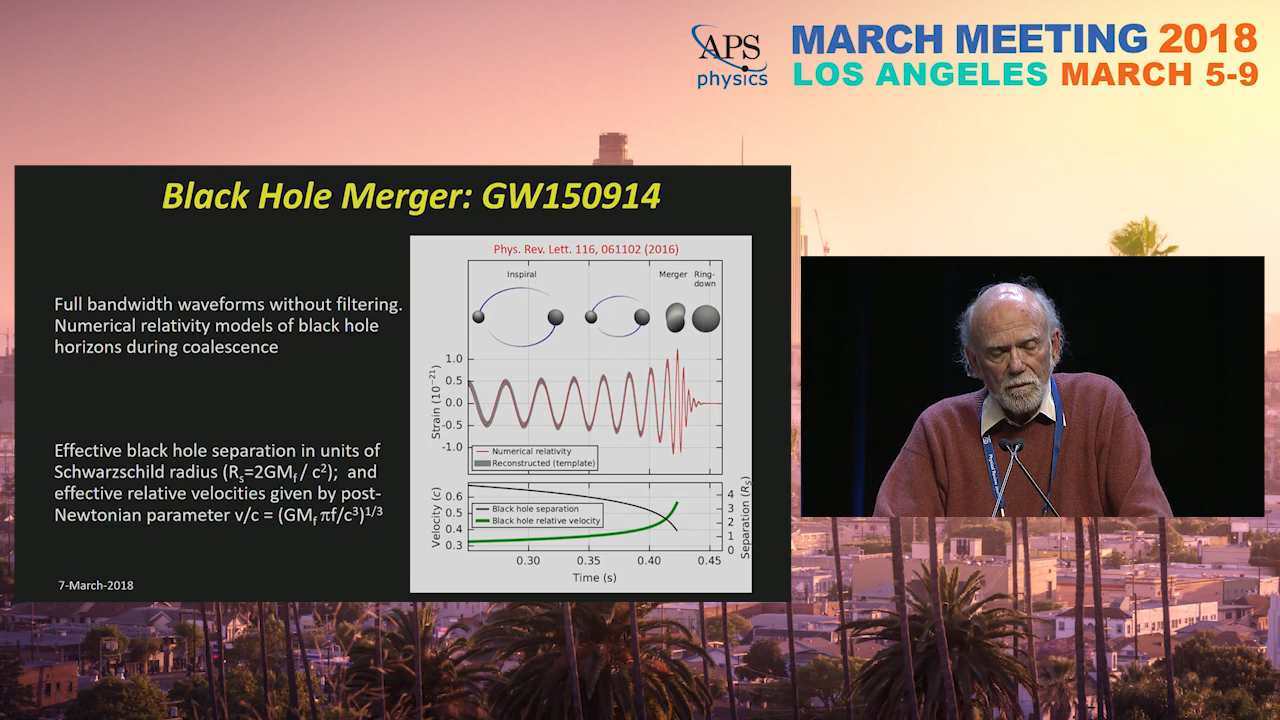 APS
physics
MARCH MEETING 2018
LOS ANGELES MARCH 5-9
Black Hole Merger: GW150914
Full bandwidth waveforms without filtering.
Numerical relativity models of black hole
horizons during coalescence
Effective black hole separation in units of
Schwarzschild radius (Rₛ=2GM_f / c²); and
effective relative velocities given by post-
Newtonian parameter v/c = (GM_f πf/c³)^1/3
7-March-2018
Phys. Rev. Lett. 116, 061102 (2016)
Inspiral
Merger
Ring-
down
Strain (10⁻²¹)
1.0
0.5
0.0
-0.5
-1.0
Numerical relativity
Reconstructed (template)
Velocity (c)
0.6
0.5
0.4
0.3
Black hole separation
Black hole relative velocity
4
3
2
1
0
Separation (R_S)
0.30 0.35 0.40 0.45
Time (s)